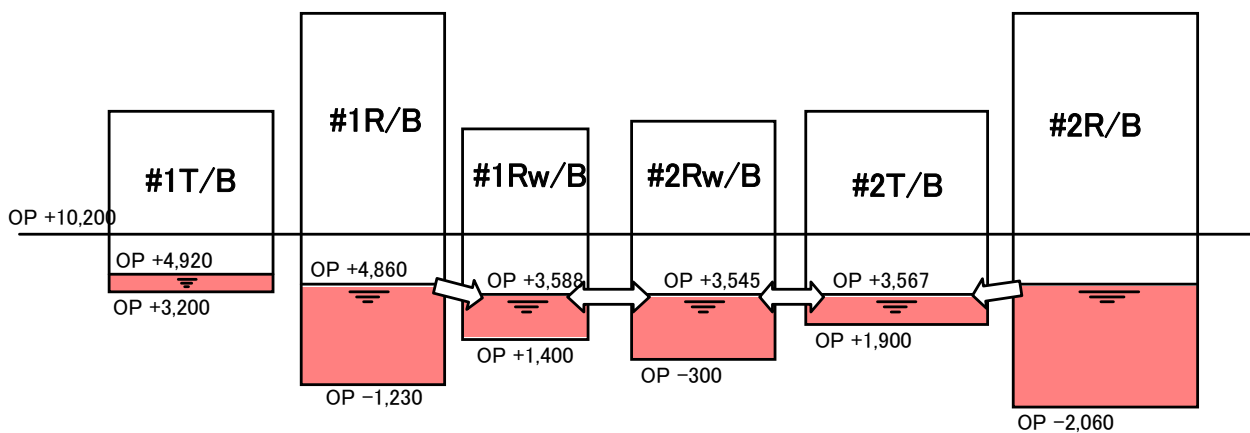 #1T/B
#1R/B
#1Rw/B
#2Rw/B
#2T/B
#2R/B
OP +10,200
OP +4,920
OP +4,860
OP +3,588
OP +3,545
OP +3,567
OP +3,200
OP −1,230
OP +1,400
OP −300
OP +1,900
OP −2,060